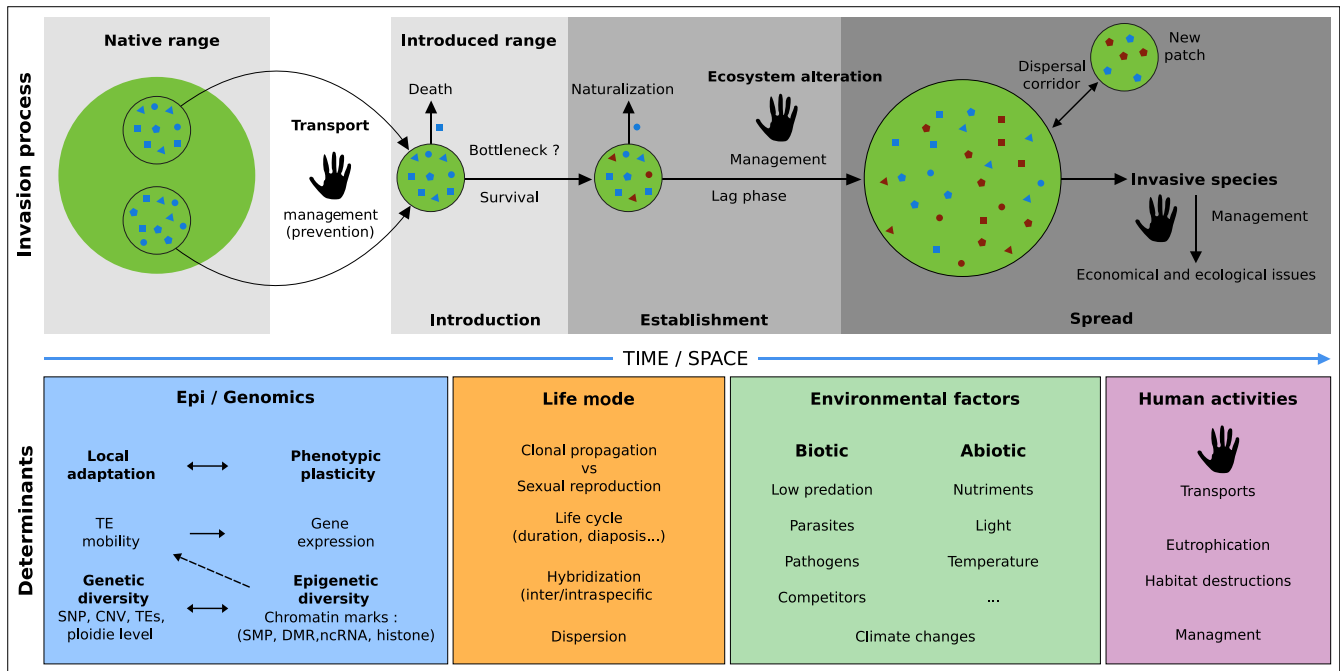 Invasion process
Native range
Transport
management
(prevention)
Introduced range
Death
Bottleneck ?
Survival
Introduction
Naturalization
Ecosystem alteration
Management
Lag phase
Establishment
Dispersal
corridor
New
patch
Invasive species
Management
Economical and ecological issues
Spread
TIME / SPACE
Determinants
Epi / Genomics
Local
adaptation
Phenotypic
plasticity
TE
mobility
Gene
expression
Genetic
diversity
SNP, CNV, TEs,
ploidie level
Epigenetic
diversity
Chromatin marks :
(SMP, DMR,ncRNA, histone)
Life mode
Clonal propagation
vs
Sexual reproduction
Life cycle
(duration, diaposis...)
Hybridization
(inter/intraspecific
Dispersion
Environmental factors
Biotic
Low predation
Parasites
Pathogens
Competitors
Abiotic
Nutriments
Light
Temperature
...
Climate changes
Human activities
Transports
Eutrophication
Habitat destructions
Managment